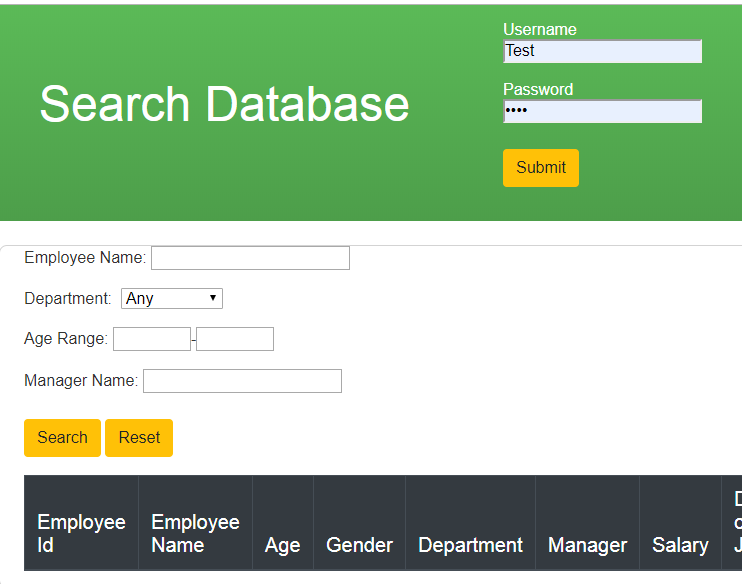 Username
Test
Search Database
Password
••••
Submit
Employee Name:
Department: Any
Age Range: -
Manager Name:
Search Reset
Employee Id
Employee Name
Age
Gender
Department
Manager
Salary